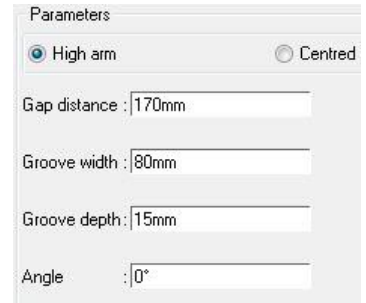 Parameters
High arm Centred
Gap distance : 170mm
Groove width : 80mm
Groove depth : 15mm
Angle : 0°